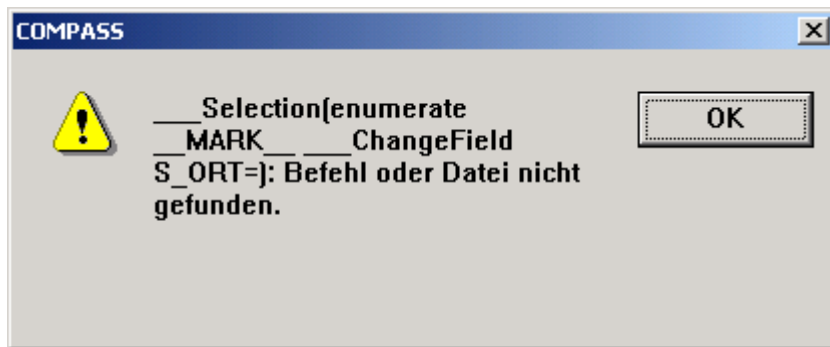 COMPASS
___Selection(enumerate
__MARK__ ___ChangeField
S_ORT=): Befehl oder Datei nicht
gefunden.
OK